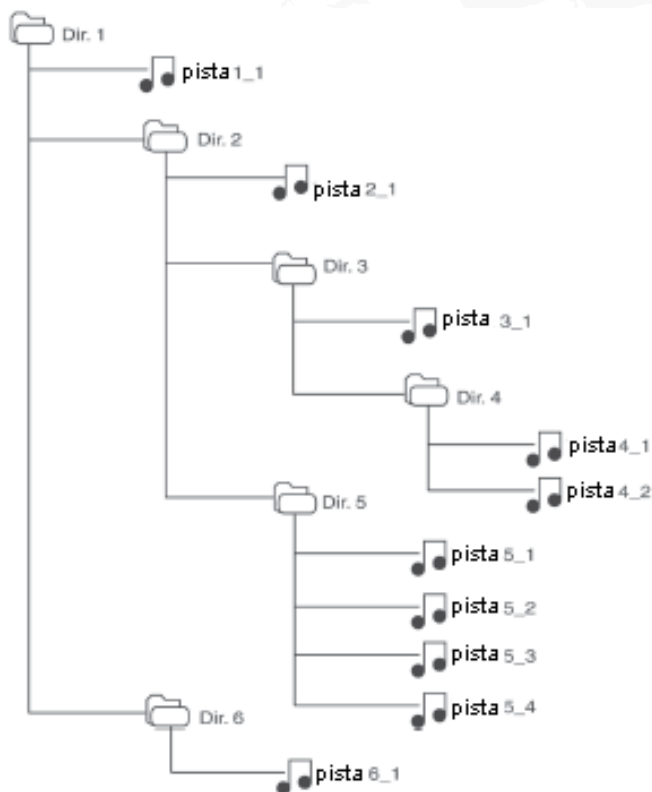 Dir. 1
pista 1_1
Dir. 2
pista 2_1
Dir. 3
pista 3_1
Dir. 4
pista 4_1
pista 4_2
Dir. 5
pista 5_1
pista 5_2
pista 5_3
pista 5_4
Dir. 6
pista 6_1